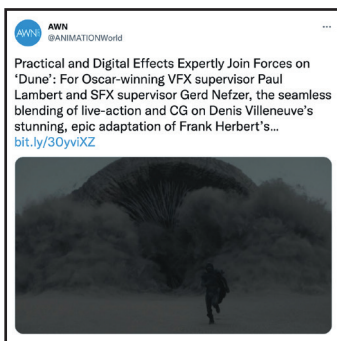 AWN
AWN
@ANIMATIONWorld
Practical and Digital Effects Expertly Join Forces on
‘Dune’: For Oscar-winning VFX supervisor Paul
Lambert and SFX supervisor Gerd Nefzer, the seamless
blending of live-action and CG on Denis Villeneuve’s
stunning, epic adaptation of Frank Herbert’s...
bit.ly/30yviXZ